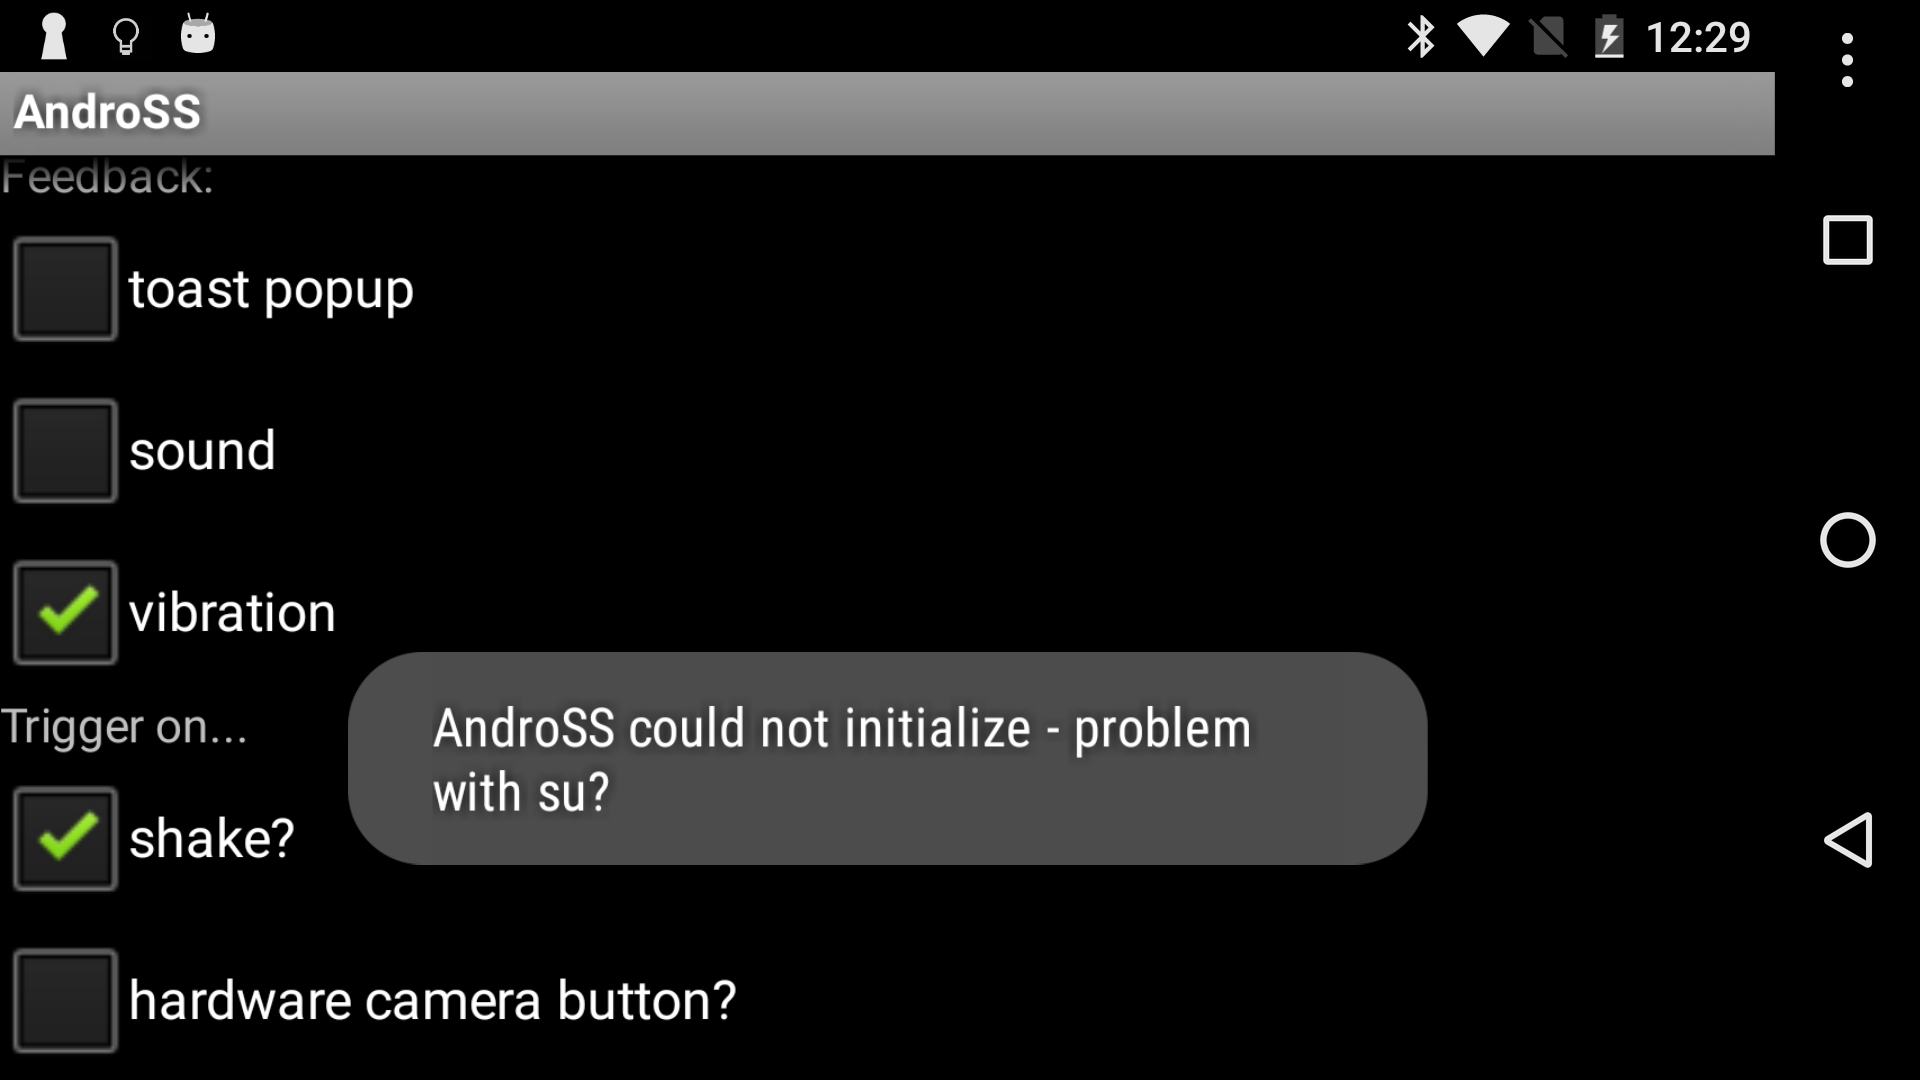 12:29
AndroSS
Feedback:
toast popup
sound
vibration
Trigger on...
AndroSS could not initialize - problem
with su?
shake?
hardware camera button?